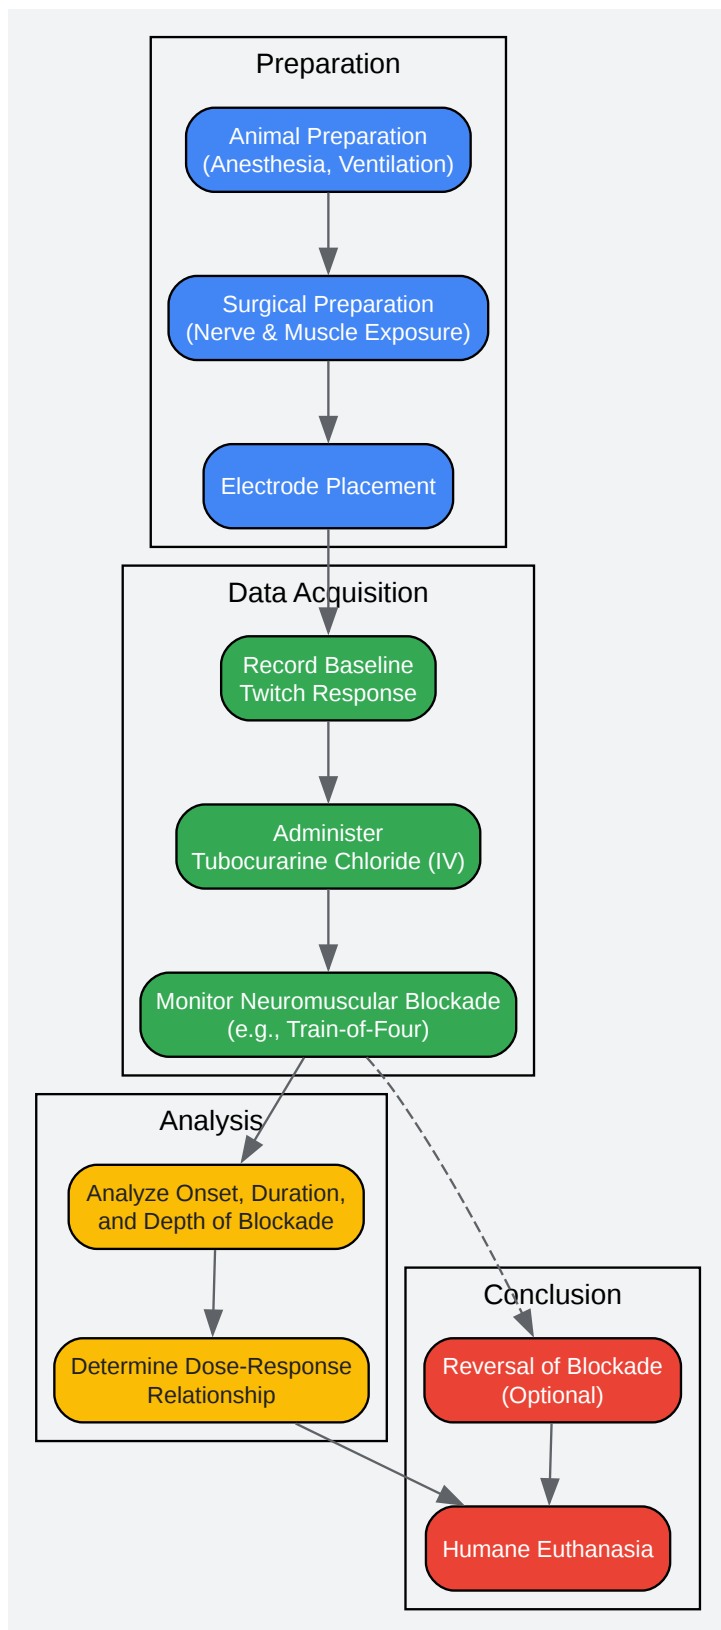 Preparation
Animal Preparation
(Anesthesia, Ventilation)
Surgical Preparation
(Nerve & Muscle Exposure)
Electrode Placement
Data Acquisition
Record Baseline
Twitch Response
Administer
Tubocurarine Chloride (IV)
Monitor Neuromuscular Blockade
(e.g., Train-of-Four)
Analysis
Analyze Onset, Duration,
and Depth of Blockade
Determine Dose-Response
Relationship
Conclusion
Reversal of Blockade
(Optional)
Humane Euthanasia